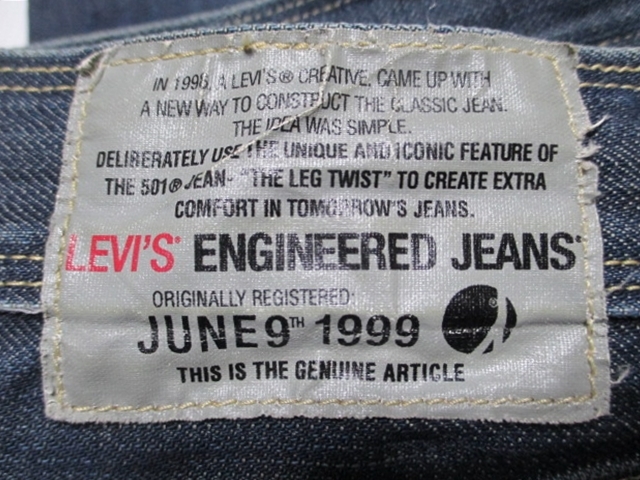 IN 1998, A LEVI'S® CREATIVE, CAME UP WITH
A NEW WAY TO CONSTRUCT THE CLASSIC JEAN.
THE IDEA WAS SIMPLE.
DELIBERATELY USE THE UNIQUE AND ICONIC FEATURE OF
THE 501® JEAN- "THE LEG TWIST" TO CREATE EXTRA
COMFORT IN TOMORROW'S JEANS.
LEVI'S® ENGINEERED JEANS®
ORIGINALLY REGISTERED:
JUNE 9TH 1999
THIS IS THE GENUINE ARTICLE